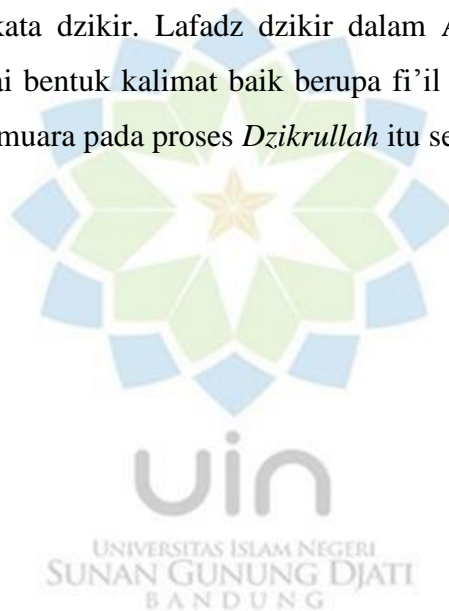 kata dzikir. Lafadz dzikir dalam
ai bentuk kalimat baik berupa fi’il
muara pada proses Dzikrullah itu
uin
UNIVERSITAS ISLAM NEGERI
SUNAN GUNUNG DJATI
BANDUNG